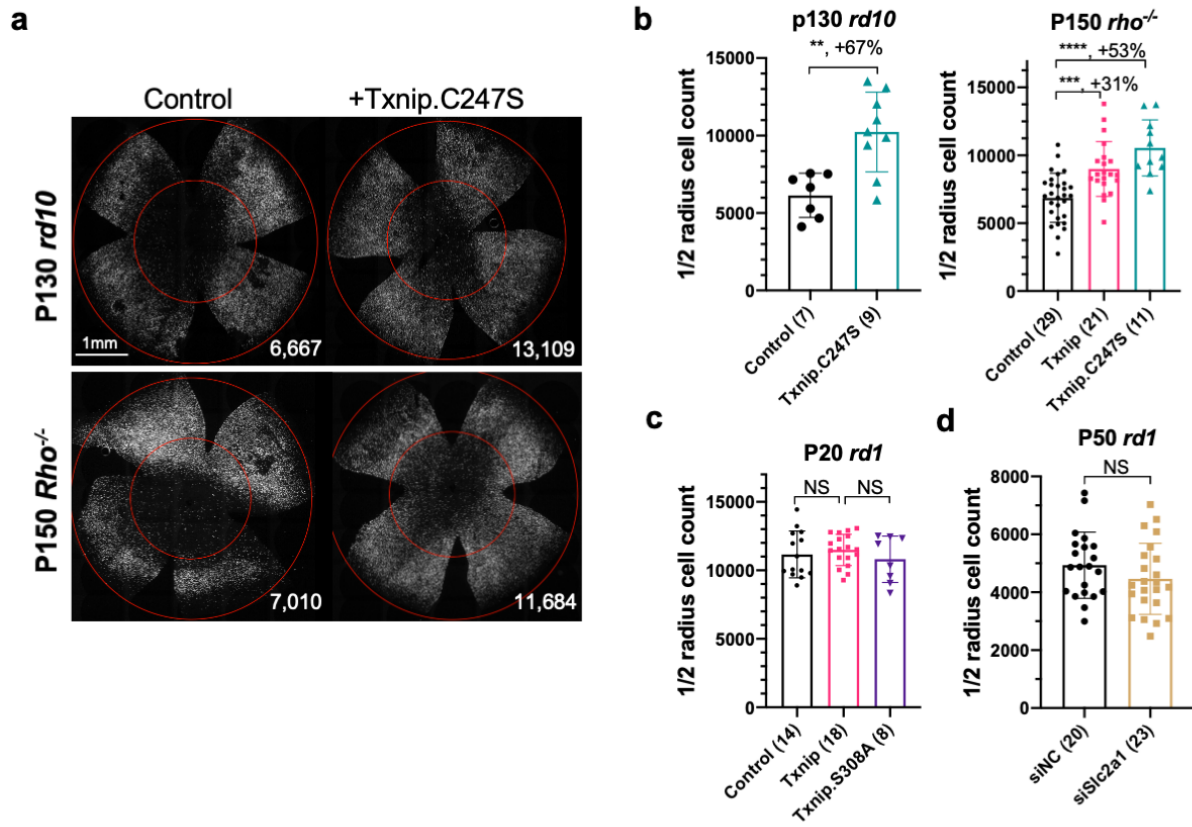 a
Control
+Txnip.C247S
P130 rd10
1mm
6,667
13,109
P150 Rho-/-
7,010
11,684
b
p130 rd10
**, +67%
1/2 radius cell count
15000
10000
5000
0
Control (7)
Txnip.C247S (9)
P150 rho-/-
****, +53%
***, +31%
1/2 radius cell count
15000
10000
5000
0
Control (29)
Txnip (21)
Txnip.C247S (11)
c
P20 rd1
NS
NS
1/2 radius cell count
15000
10000
5000
0
Control (14)
Txnip (18)
Txnip.S308A (8)
d
P50 rd1
NS
1/2 radius cell count
8000
6000
4000
2000
0
siNC (20)
siSlc2a1 (23)